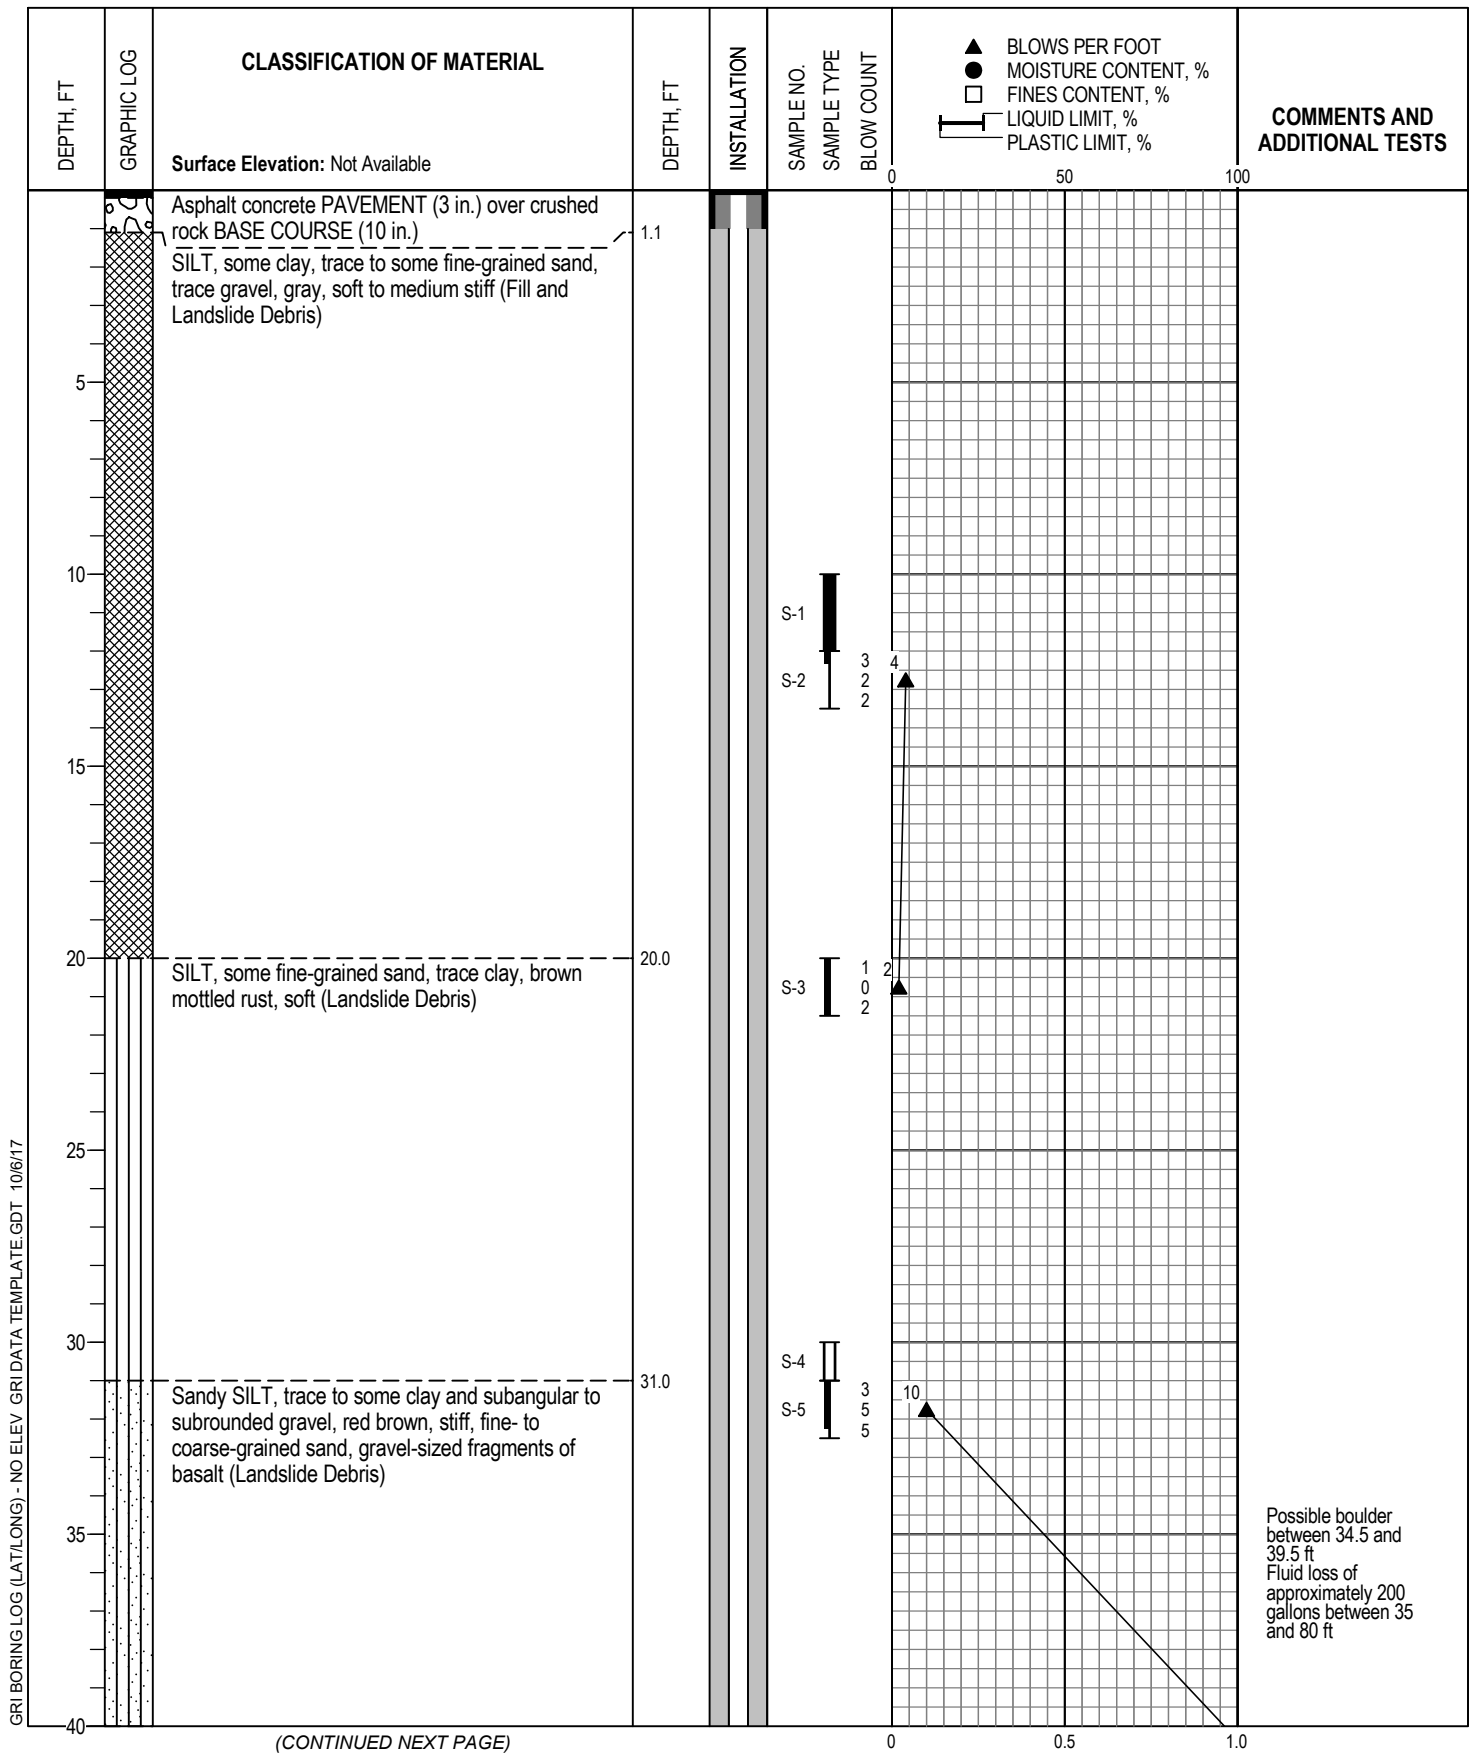 DEPTH, FT
GRAPHIC LOG
CLASSIFICATION OF MATERIAL
Surface Elevation: Not Available
DEPTH, FT
INSTALLATION
SAMPLE NO.
SAMPLE TYPE
BLOW COUNT
BLOWS PER FOOT
MOISTURE CONTENT, %
FINES CONTENT, %
LIQUID LIMIT, %
PLASTIC LIMIT, %
0 50 100
COMMENTS AND
ADDITIONAL TESTS
Asphalt concrete PAVEMENT (3 in.) over crushed
rock BASE COURSE (10 in.)
1.1
SILT, some clay, trace to some fine-grained sand,
trace gravel, gray, soft to medium stiff (Fill and
Landslide Debris)
5
10
S-1
S-2
3
2
2
4
15
20
SILT, some fine-grained sand, trace clay, brown
mottled rust, soft (Landslide Debris)
20.0
S-3
1
0
2
2
25
30
S-4
31.0
Sandy SILT, trace to some clay and subangular to
subrounded gravel, red brown, stiff, fine- to
coarse-grained sand, gravel-sized fragments of
basalt (Landslide Debris)
S-5
3
5
5
10
35
Possible boulder
between 34.5 and
39.5 ft
Fluid loss of
approximately 200
gallons between 35
and 80 ft
40
(CONTINUED NEXT PAGE)
0 0.5 1.0
GRI BORING LOG (LAT/LONG) - NO ELEV GRI DATA TEMPLATE.GDT 10/6/17